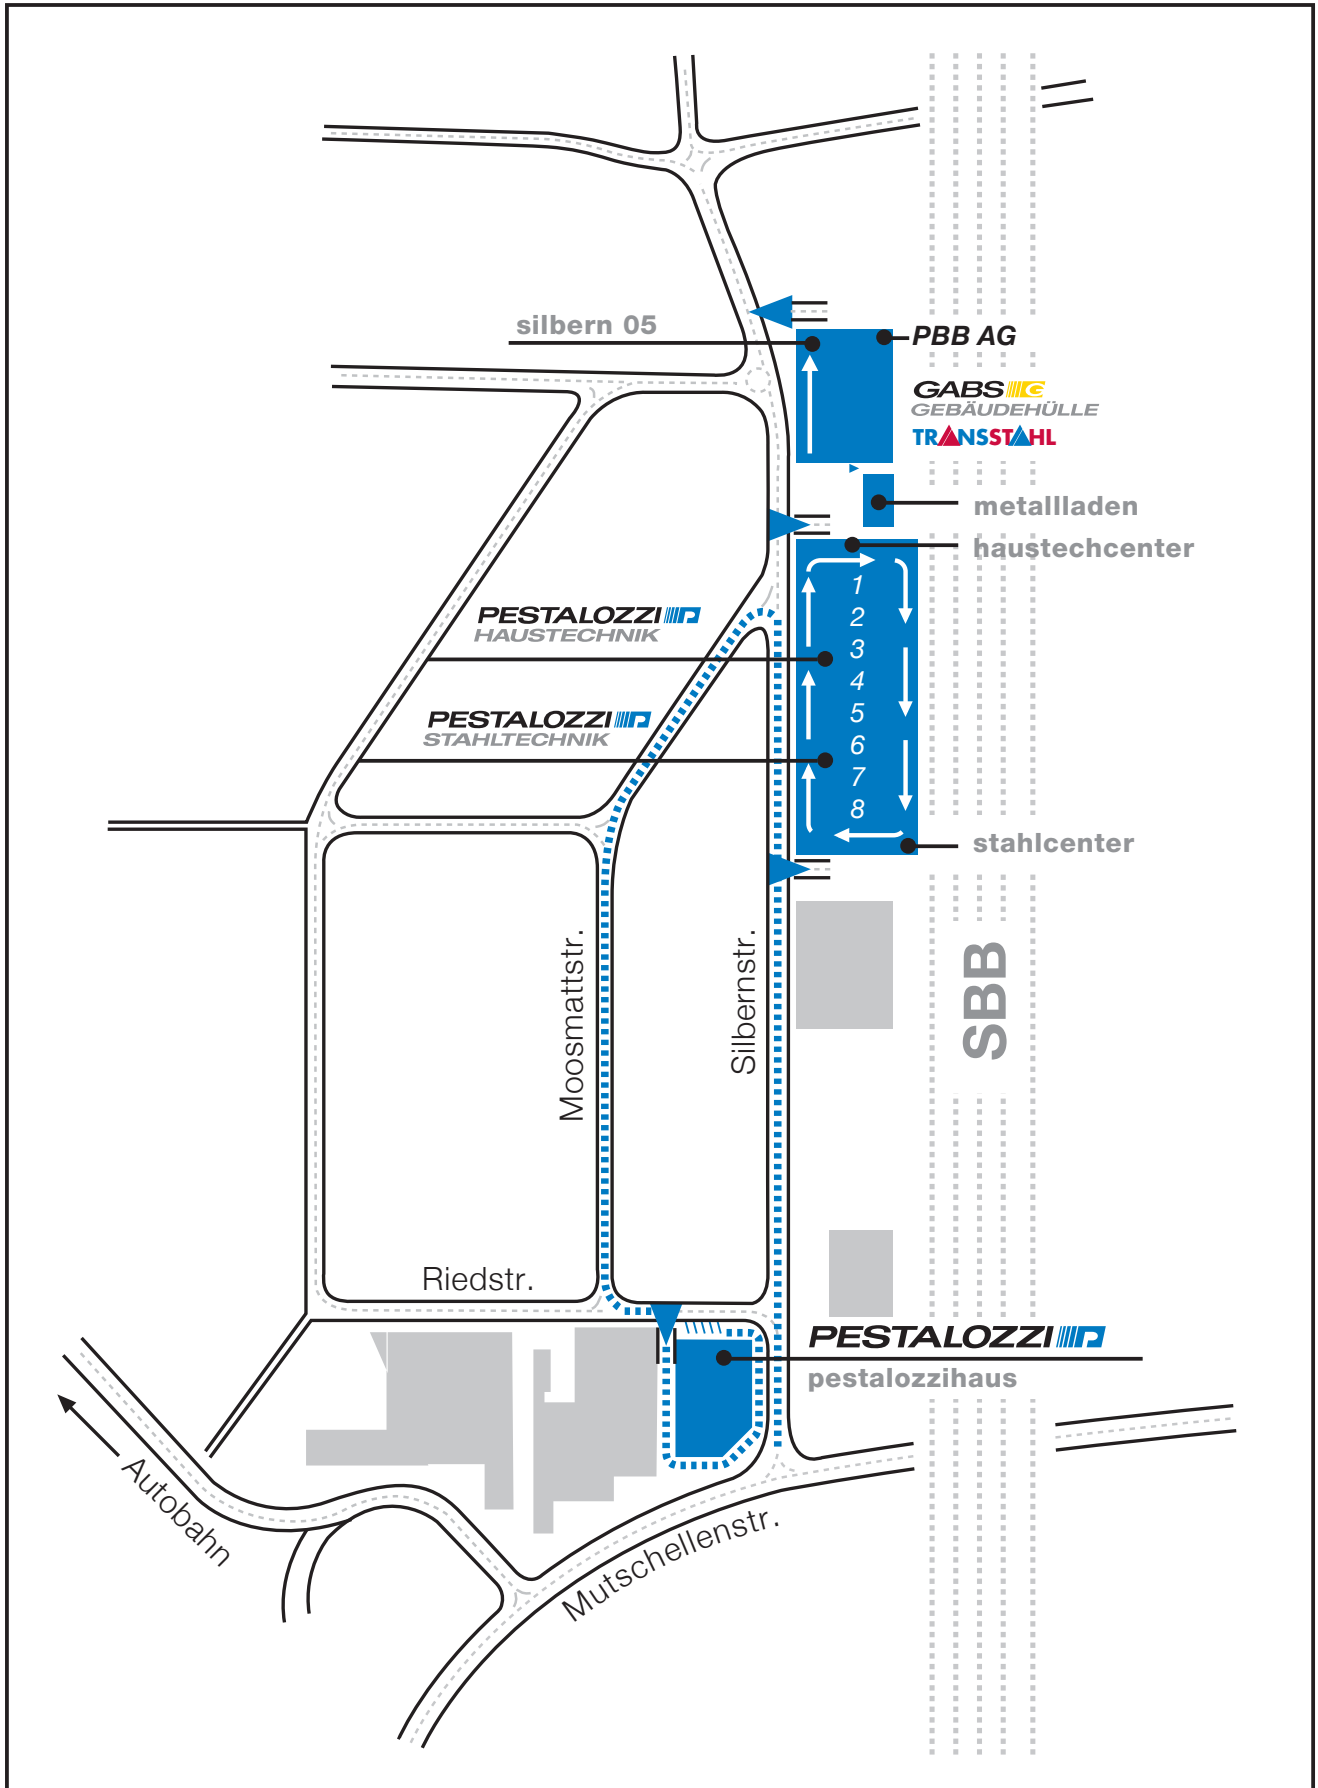 silbern 05
PBB AG
GABS G
GEBÄUDEHÜLLE
TRANSSTAHL
metallladen
haustechcenter
1
2
3
4
5
6
7
8
PESTALOZZI
HAUSTECHNIK
PESTALOZZI
STAHLTECHNIK
stahlcenter
Moosmattstr.
Silbernstr.
SBB
Riedstr.
PESTALOZZI
pestalozzihaus
Autobahn
Mutschellenstr.